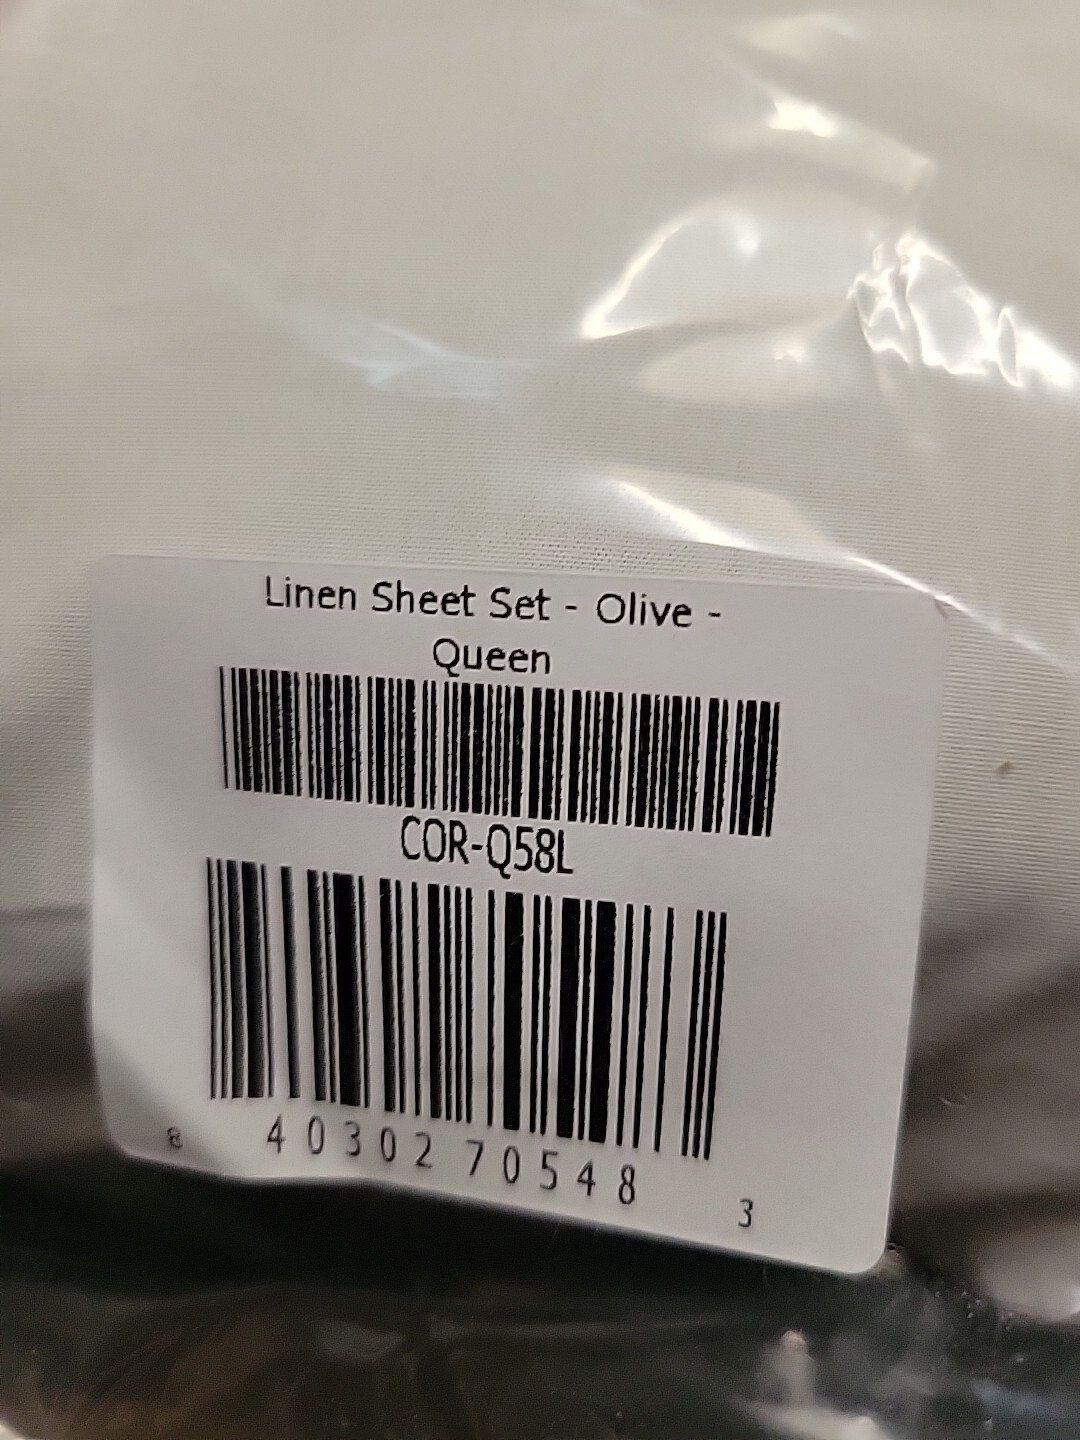 Linen Sheet Set - Olive -
Queen
COR-Q58L
8 40302 70548 3